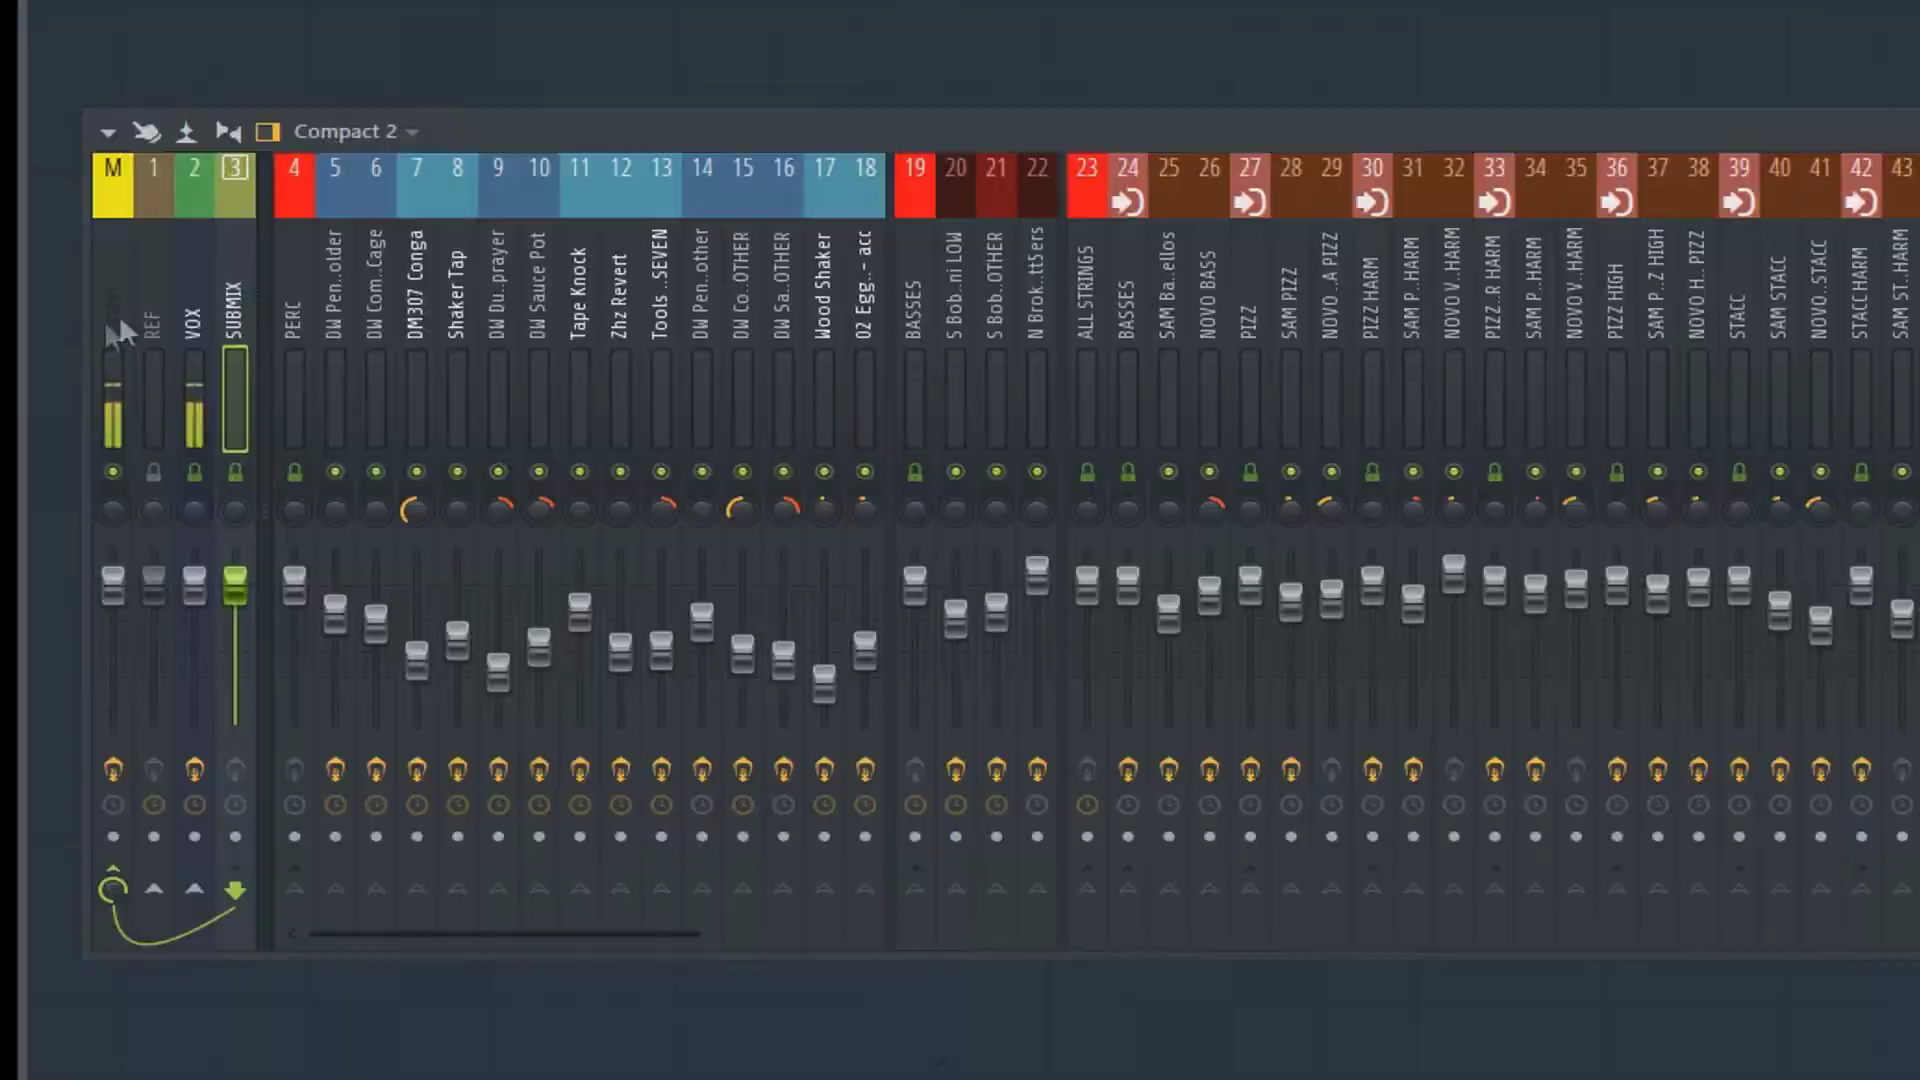 Compact 2
M 1 2 3 4 5 6 7 8 9 10 11 12 13 14 15 16 17 18 19 20 21 22 23 24 25 26 27 28 29 30 31 32 33 34 35 36 37 38 39 40 41 42 43
REF
VOX
SUBMIX
PERC
DW Pen..older
DW Com..Cage
DM307 Conga
Shaker Tap
DW Du..prayer
DW Sauce Pot
Tape Knock
Zhz Revert
Tools ..SEVEN
DW Pen..other
DW Co..OTHER
DW Sa..OTHER
Wood Shaker
02 Egg..- acc
BASSES
S Bob..ni LOW
S Bob..OTHER
N Brok..tt5ers
ALL STRINGS
BASSES
SAM Ba..ellos
NOVO BASS
PIZZ
SAM PIZZ
NOVO ..A PIZZ
PIZZ HARM
SAM P..HARM
NOVO V..HARM
PIZZ..R HARM
SAM P..HARM
NOVO V..HARM
PIZZ HIGH
SAM P..Z HIGH
NOVO H.. PIZZ
STACC
SAM STACC
NOVO..STACC
STACC HARM
SAM ST..HARM